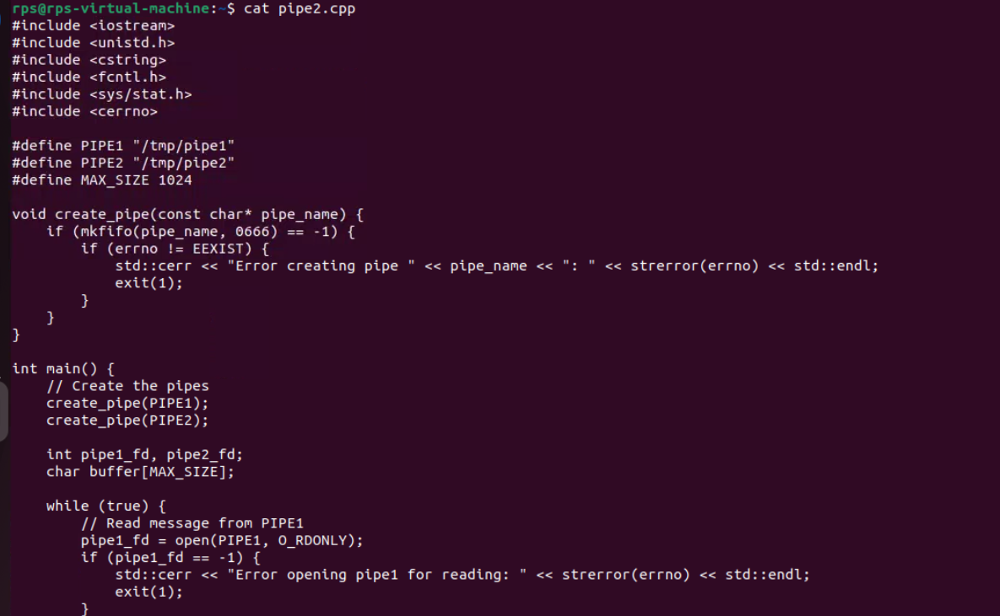 rps@rps-virtual-machine:~$ cat pipe2.cpp
#include <iostream>
#include <unistd.h>
#include <cstring>
#include <fcntl.h>
#include <sys/stat.h>
#include <cerrno>

#define PIPE1 "/tmp/pipe1"
#define PIPE2 "/tmp/pipe2"
#define MAX_SIZE 1024

void create_pipe(const char* pipe_name) {
    if (mkfifo(pipe_name, 0666) == -1) {
        if (errno != EEXIST) {
            std::cerr << "Error creating pipe " << pipe_name << ": " << strerror(errno) << std::endl;
            exit(1);
        }
    }
}

int main() {
    // Create the pipes
    create_pipe(PIPE1);
    create_pipe(PIPE2);

    int pipe1_fd, pipe2_fd;
    char buffer[MAX_SIZE];

    while (true) {
        // Read message from PIPE1
        pipe1_fd = open(PIPE1, O_RDONLY);
        if (pipe1_fd == -1) {
            std::cerr << "Error opening pipe1 for reading: " << strerror(errno) << std::endl;
            exit(1);
        }